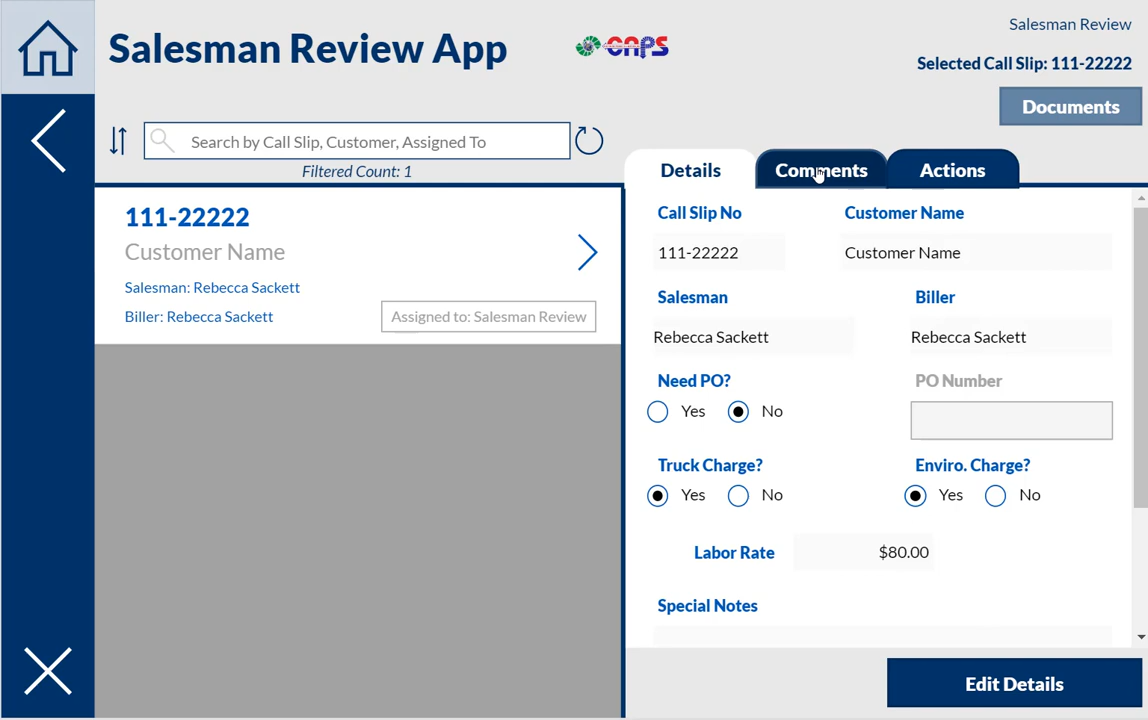 Salesman Review App
CAPS
Salesman Review
Selected Call Slip: 111-22222
Documents
Search by Call Slip, Customer, Assigned To
Filtered Count: 1
Details
Comments
Actions
111-22222
Customer Name
Salesman: Rebecca Sackett
Biller: Rebecca Sackett
Assigned to: Salesman Review
Call Slip No
Customer Name
111-22222
Customer Name
Salesman
Biller
Rebecca Sackett
Rebecca Sackett
Need PO?
PO Number
Yes
No
Truck Charge?
Enviro. Charge?
Yes
No
Yes
No
Labor Rate
$80.00
Special Notes
Edit Details